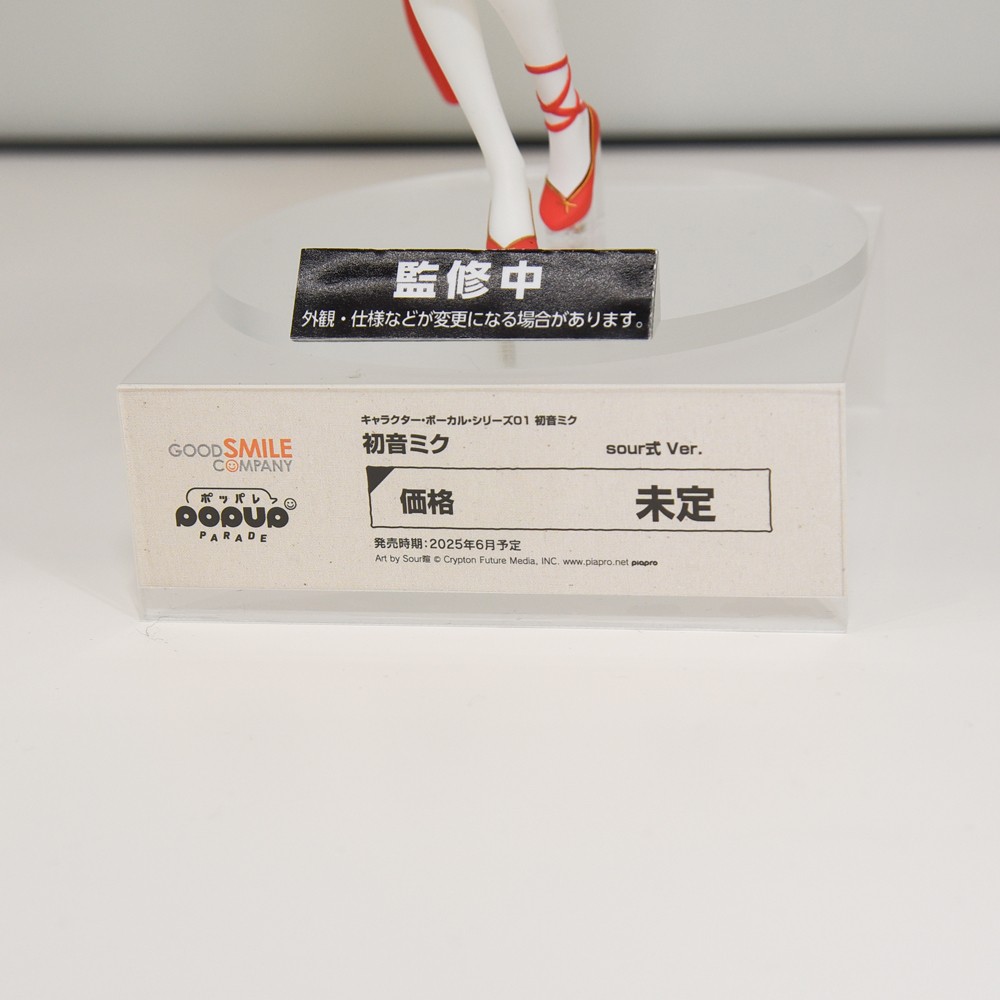 監修中
外観・仕様などが変更になる場合があります。
GOODSMILE
COMPANY
ポッパレっ
POPUP
PARADE
キャラクター・ボーカル・シリーズ01 初音ミク
初音ミク sour式 Ver.
価格 未定
発売時期：2025年6月予定
Art by Sour暄 © Crypton Future Media, INC. www.piapro.net piapro